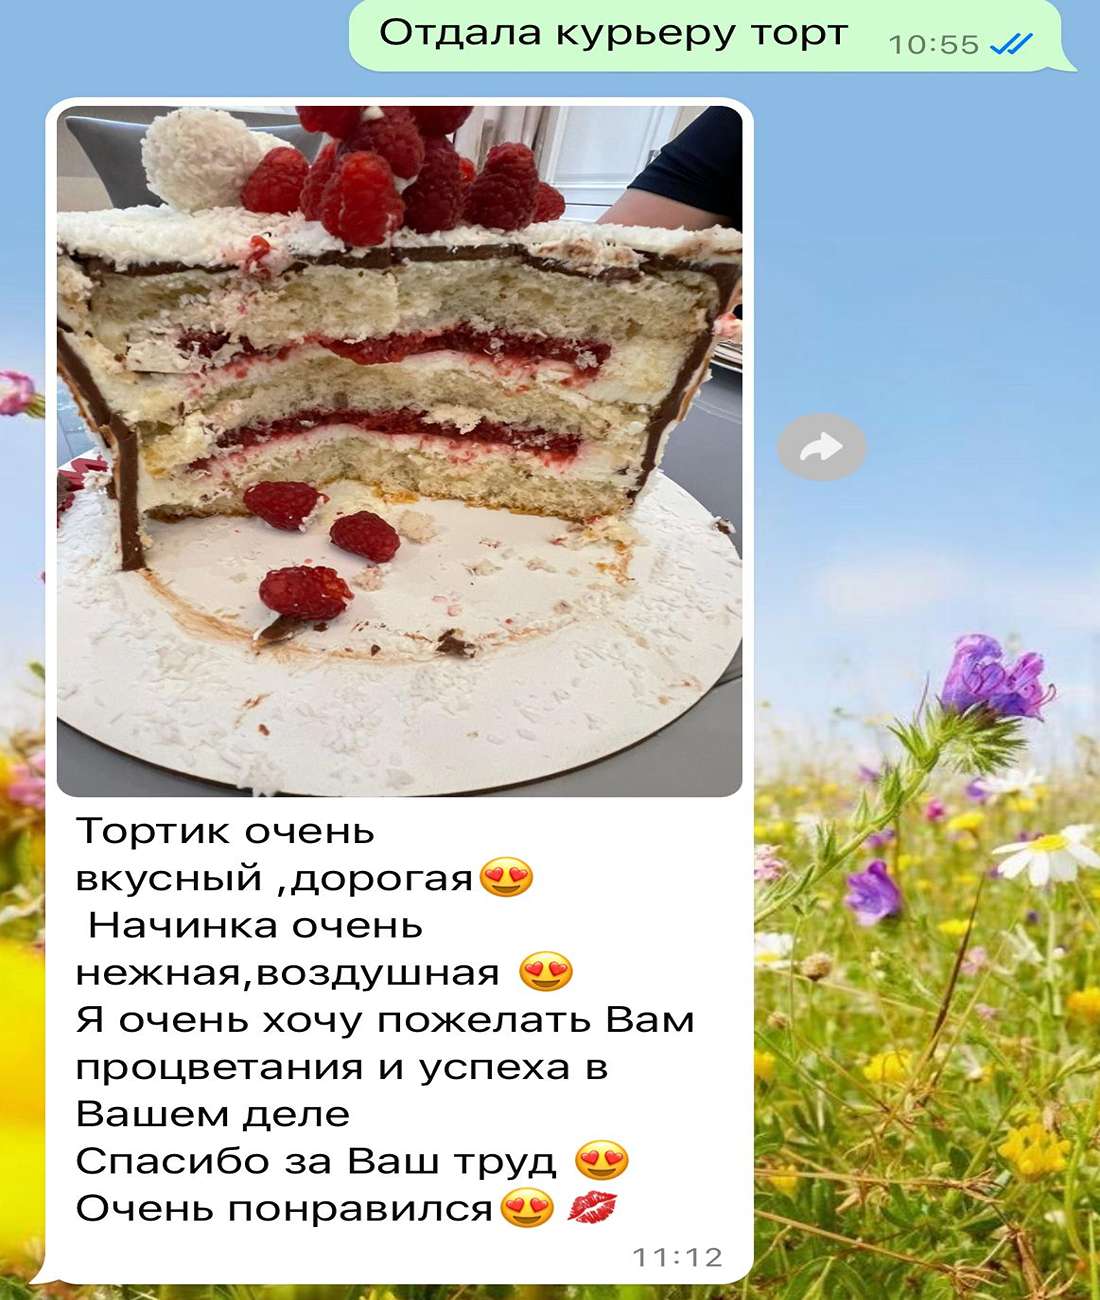 Отдала курьеру торт 10:55
Тортик очень
вкусный ,дорогая😍
Начинка очень
нежная,воздушная 😍
Я очень хочу пожелать Вам
процветания и успеха в
Вашем деле
Спасибо за Ваш труд 😍
Очень понравился😍 💋
11:12